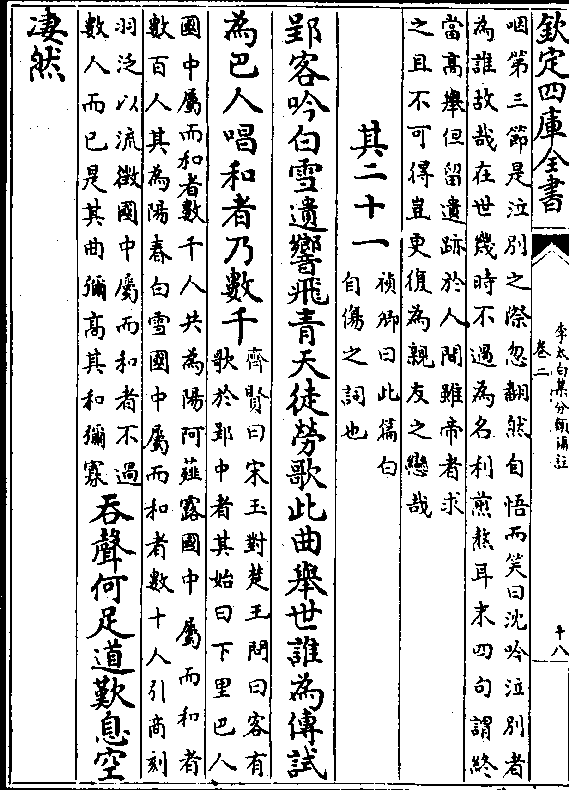 欽定四庫全書
李太白集分類補註
卷二
十八
咽第三節是泣別之際忽翻然自悟而笑曰沈吟泣別者
為誰故哉在世幾時不過為名利煎熬耳末四句謂終
當高舉但留遺跡於人間雖帝者求
之且不可得豈更復為親友之戀哉
其二十一
禎卿曰此篇白
自傷之詞也
郢客吟白雪遺響飛青天徒勞歌此曲舉世誰為傳試
為巴人唱和者乃數千
齊賢曰宋玉對楚王問曰客有
歌於郢中者其始曰下里巴人
國中屬而和者數千人其為陽阿薤露國中屬而和者
數百人其為陽春白雪國中屬而和者數十人引商刻
羽泛以流徵國中屬而和者不過
數人而已是其曲彌高其和彌寡
吞聲何足道歎息空
凄然